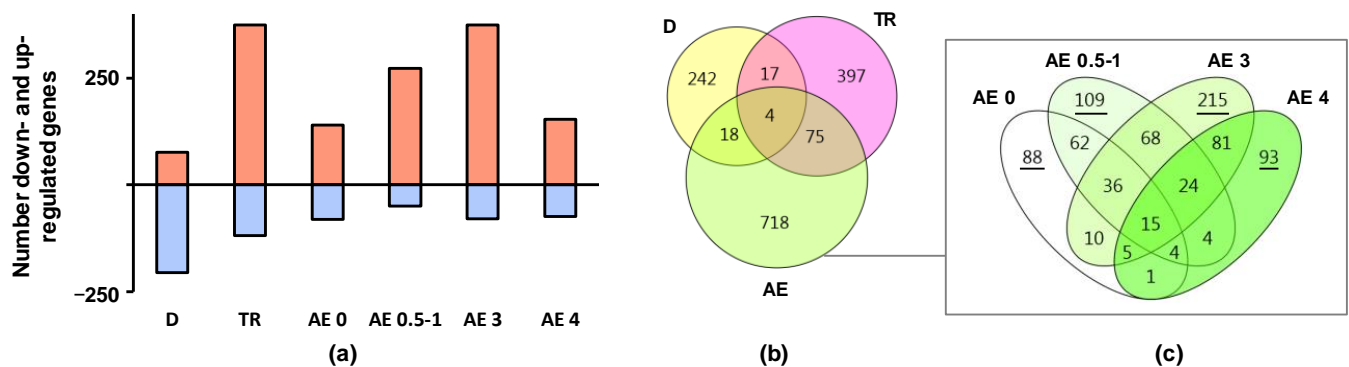 Number down- and up-
regulated genes
250
−250
D
TR
AE 0
AE 0.5-1
AE 3
AE 4
(a)
D
TR
242
17
397
4
18
75
718
AE
(b)
AE 0
AE 0.5-1
AE 3
AE 4
109
215
88
62
68
81
93
36
24
15
10
5
4
4
1
(c)